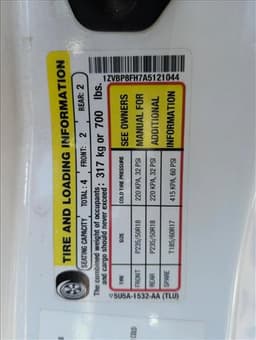 1ZVBP8FH7A5121044
TIRE AND LOADING INFORMATION
SEATING CAPACITY TOTAL: 4 FRONT: 2 REAR: 2
The combined weight of occupants
and cargo should never exceed: 317 kg or 700 lbs.
TIRE SIZE COLD TIRE PRESSURE
FRONT P235/50R18 220 KPA, 32 PSI
REAR P235/50R18 220 KPA, 32 PSI
SPARE T185/60R17 415 KPA, 60 PSI
SEE OWNERS
MANUAL FOR
ADDITIONAL
INFORMATION
5U5A-1532-AA (TLU)